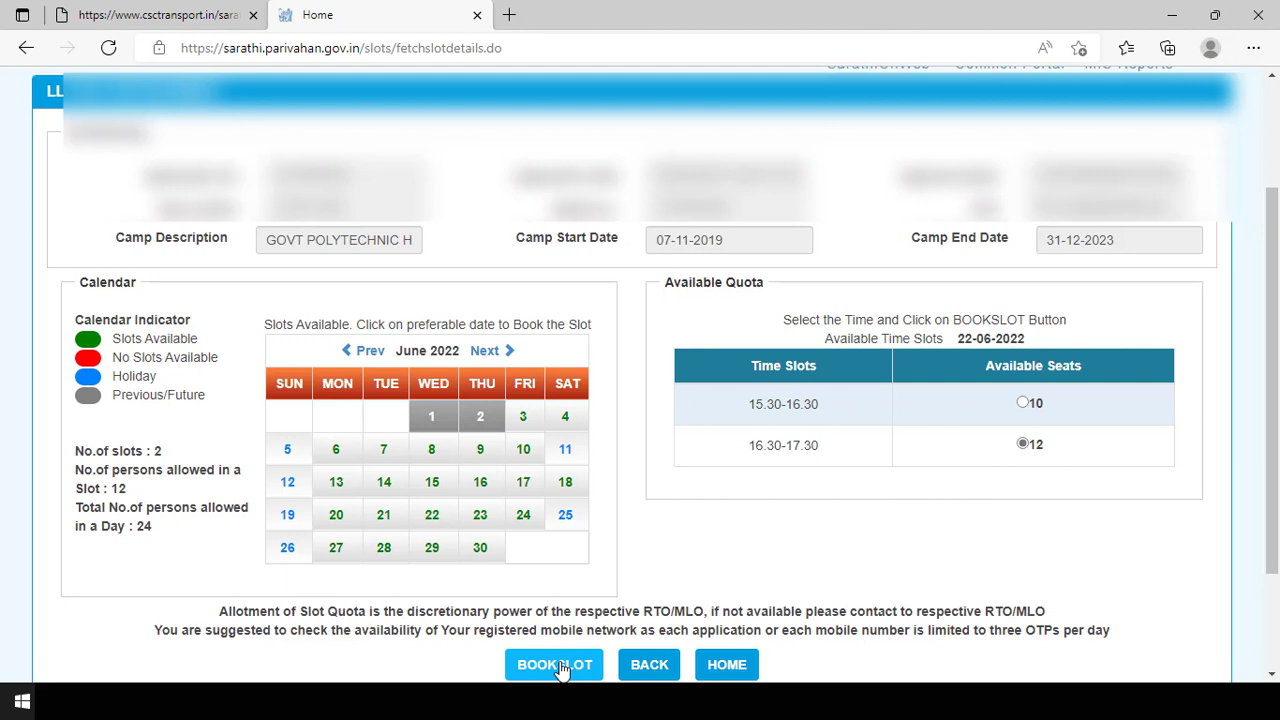 https://www.csctransport.in/sara
Home
https://sarathi.parivahan.gov.in/slots/fetchslotdetails.do
LL
Camp Description GOVT POLYTECHNIC H Camp Start Date 07-11-2019 Camp End Date 31-12-2023
Calendar
Calendar Indicator
Slots Available
No Slots Available
Holiday
Previous/Future
No.of slots : 2
No.of persons allowed in a
Slot : 12
Total No.of persons allowed
in a Day : 24
Slots Available. Click on preferable date to Book the Slot
Prev June 2022 Next
SUN MON TUE WED THU FRI SAT
1 2 3 4
5 6 7 8 9 10 11
12 13 14 15 16 17 18
19 20 21 22 23 24 25
26 27 28 29 30
Available Quota
Select the Time and Click on BOOKSLOT Button
Available Time Slots 22-06-2022
Time Slots Available Seats
15.30-16.30 10
16.30-17.30 12
Allotment of Slot Quota is the discretionary power of the respective RTO/MLO, if not available please contact to respective RTO/MLO
You are suggested to check the availability of Your registered mobile network as each application or each mobile number is limited to three OTPs per day
BOOKSLOT BACK HOME